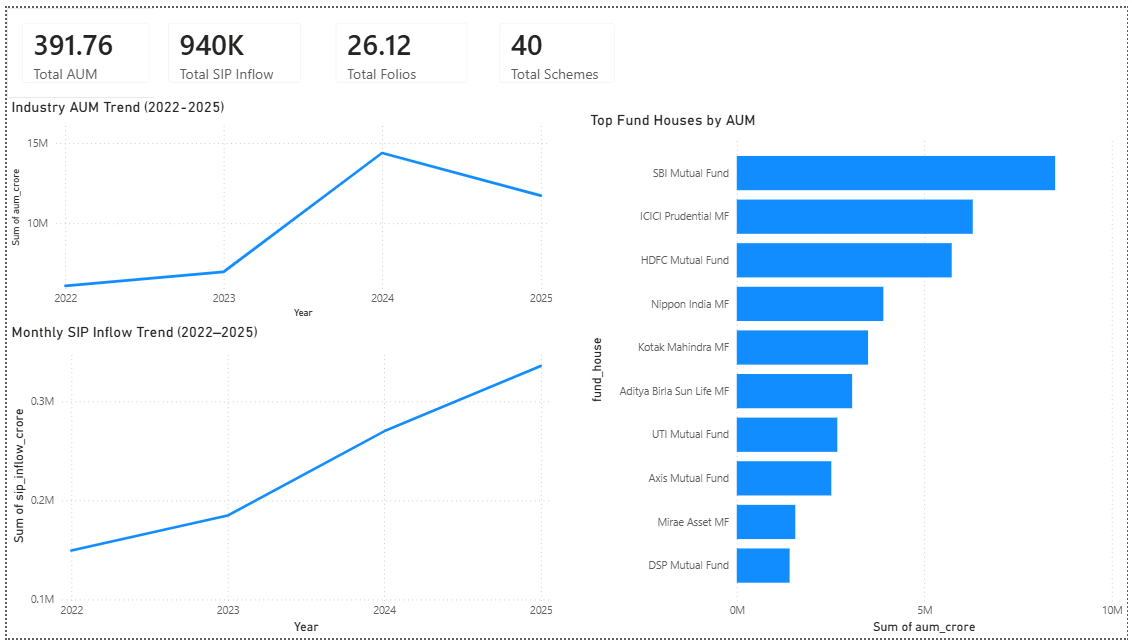 391.76
Total AUM
940K
Total SIP Inflow
26.12
Total Folios
40
Total Schemes
Industry AUM Trend (2022-2025)
Sum of aum_crore
15M
10M
2022
2023
2024
2025
Year
Monthly SIP Inflow Trend (2022–2025)
Sum of sip_inflow_crore
0.3M
0.2M
0.1M
2022
2023
2024
2025
Year
Top Fund Houses by AUM
fund_house
SBI Mutual Fund
ICICI Prudential MF
HDFC Mutual Fund
Nippon India MF
Kotak Mahindra MF
Aditya Birla Sun Life MF
UTI Mutual Fund
Axis Mutual Fund
Mirae Asset MF
DSP Mutual Fund
0M
5M
10M
Sum of aum_crore